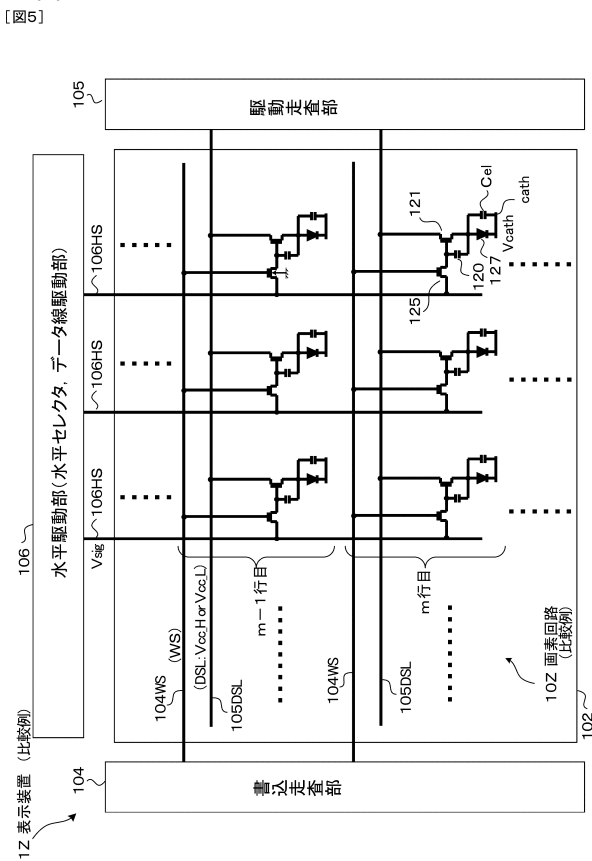 [図5]
1Z 表示装置 (比較例)
106
水平駆動部(水平セレクタ, データ線駆動部)
104
書込走査部
105
駆動走査部
Vsig
106HS
106HS
106HS
104WS
(WS)
(DSL: Vcc_H or Vcc_L)
105DSL
m−1行目
104WS
105DSL
m行目
125
121
120
127
Cel
Vcath
cath
10Z 画素回路
(比較例)
102